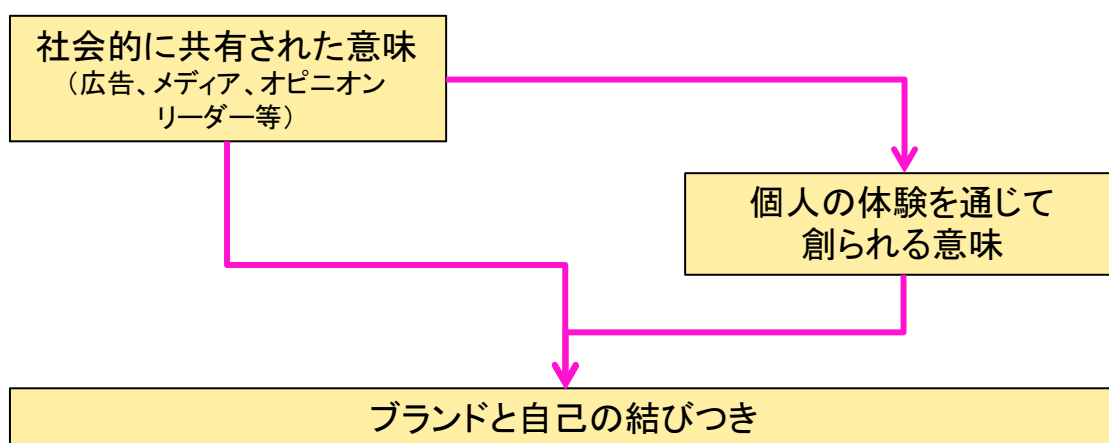 社会的に共有された意味
（広告、メディア、オピニオン
リーダー等）
個人の体験を通じて
創られる意味
ブランドと自己の結びつき